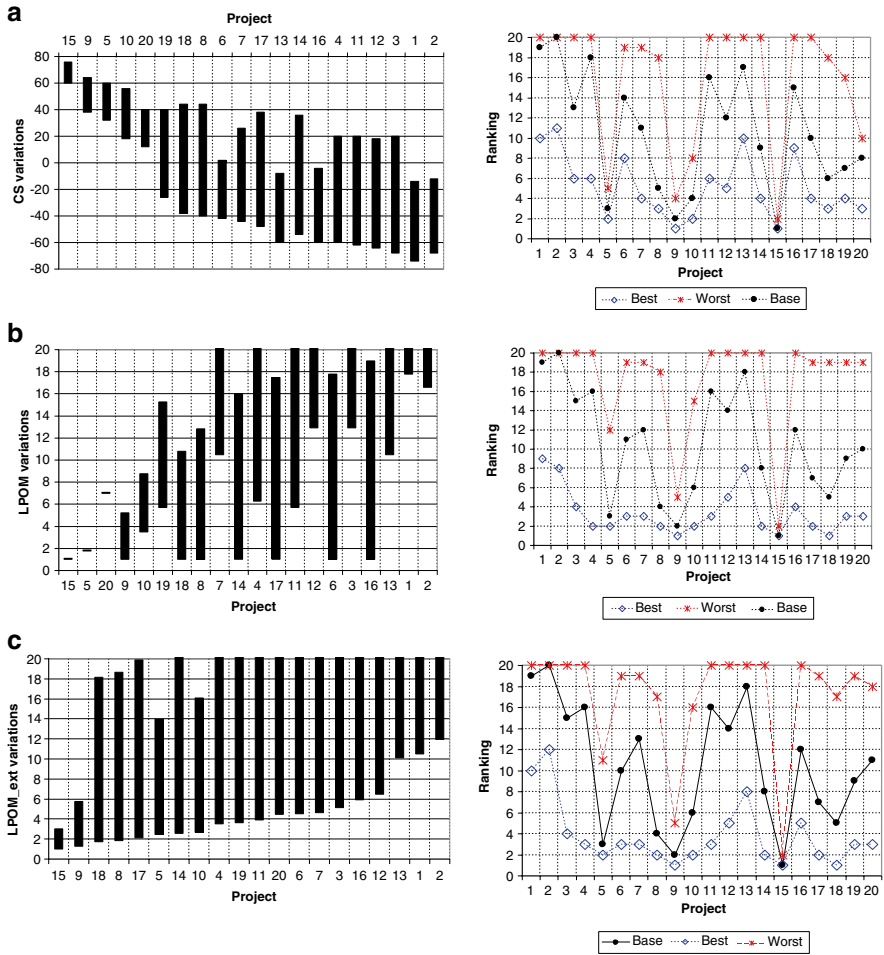 a
Project
15 9 5 10 20 19 18 8 6 7 17 13 14 16 4 11 12 3 1 2
80
60
40
20
0
-20
-40
-60
-80
CS variations
20
18
16
14
12
10
8
6
4
2
0
Ranking
1 2 3 4 5 6 7 8 9 10 11 12 13 14 15 16 17 18 19 20
Project
Best Worst Base
b
20
18
16
14
12
10
8
6
4
2
0
LPOM variations
15 5 20 9 10 19 18 8 7 14 4 17 11 12 6 3 16 13 1 2
Project
20
18
16
14
12
10
8
6
4
2
0
Ranking
1 2 3 4 5 6 7 8 9 10 11 12 13 14 15 16 17 18 19 20
Project
Best Worst Base
c
20
18
16
14
12
10
8
6
4
2
0
LPOM_ext variations
15 9 18 8 17 5 14 10 4 19 11 20 6 7 3 16 12 13 1 2
Project
20
18
16
14
12
10
8
6
4
2
0
Ranking
1 2 3 4 5 6 7 8 9 10 11 12 13 14 15 16 17 18 19 20
Project
Base Best Worst